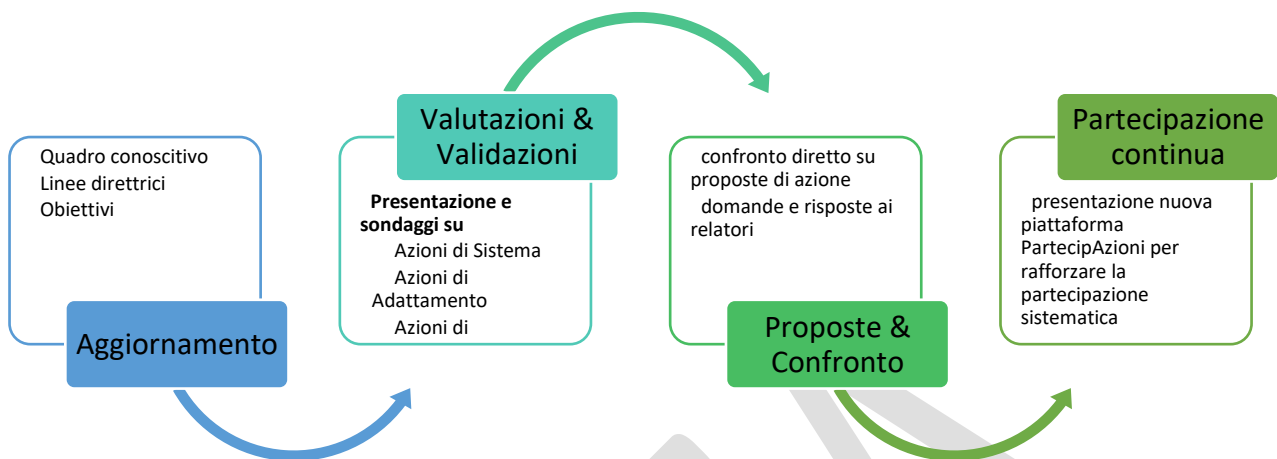 Quadro conoscitivo
Linee direttrici
Obiettivi
Aggiornamento
Valutazioni &
Validazioni
Presentazione e
sondaggi su
Azioni di Sistema
Azioni di
Adattamento
Azioni di
confronto diretto su
proposte di azione
domande e risposte ai
relatori
Proposte &
Confronto
Partecipazione
continua
presentazione nuova
piattaforma
PartecipAzioni per
rafforzare la
partecipazione
sistematica